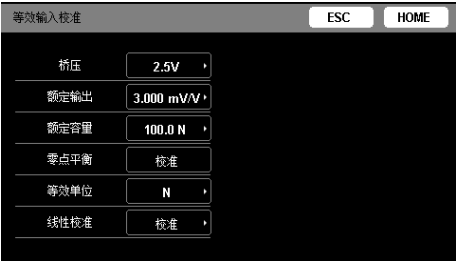 等效输入校准 ESC HOME
桥压 2.5V
额定输出 3.000 mV/V
额定容量 100.0 N
零点平衡 校准
等效单位 N
线性校准 校准